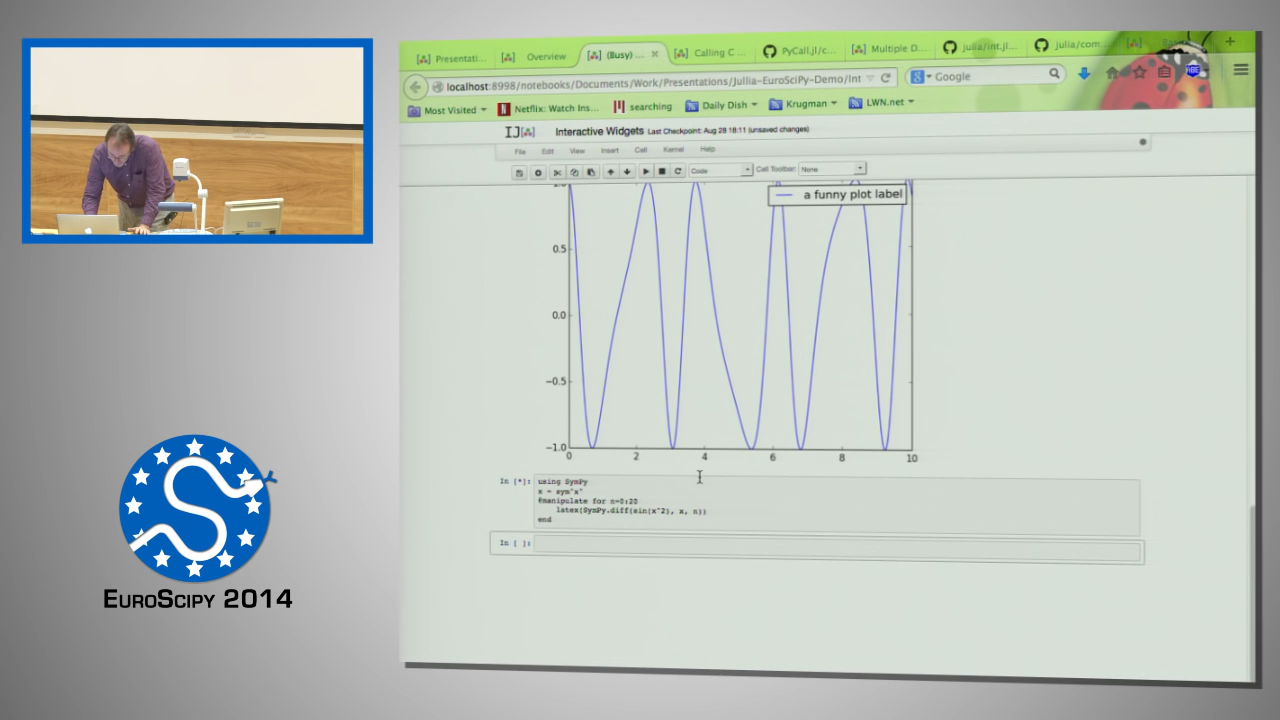 [Presentati...
Overview
(Busy) ... ×
Calling C ...
PyCall.jl/c...
Multiple D...
julia/int.jl...
julia/com...
localhost:8998/notebooks/Documents/Work/Presentations/Jullia-EuroSciPy-Demo/Int
Google
ABE
Most Visited
Netflix: Watch Ins...
searching
Daily Dish
Krugman
LWN.net
IJ
Interactive Widgets Last Checkpoint: Aug 28 18:11 (unsaved changes)
File Edit View Insert Cell Kernel Help
Code
Cell Toolbar: None
a funny plot label
1.0
0.5
0.0
−0.5
−1.0
0 2 4 6 8 10
In [*]: using SymPy
x = sym"x"
@manipulate for n=0:20
latex(SymPy.diff(sin(x^2), x, n))
end
In [ ]:
EUROSCIPY 2014